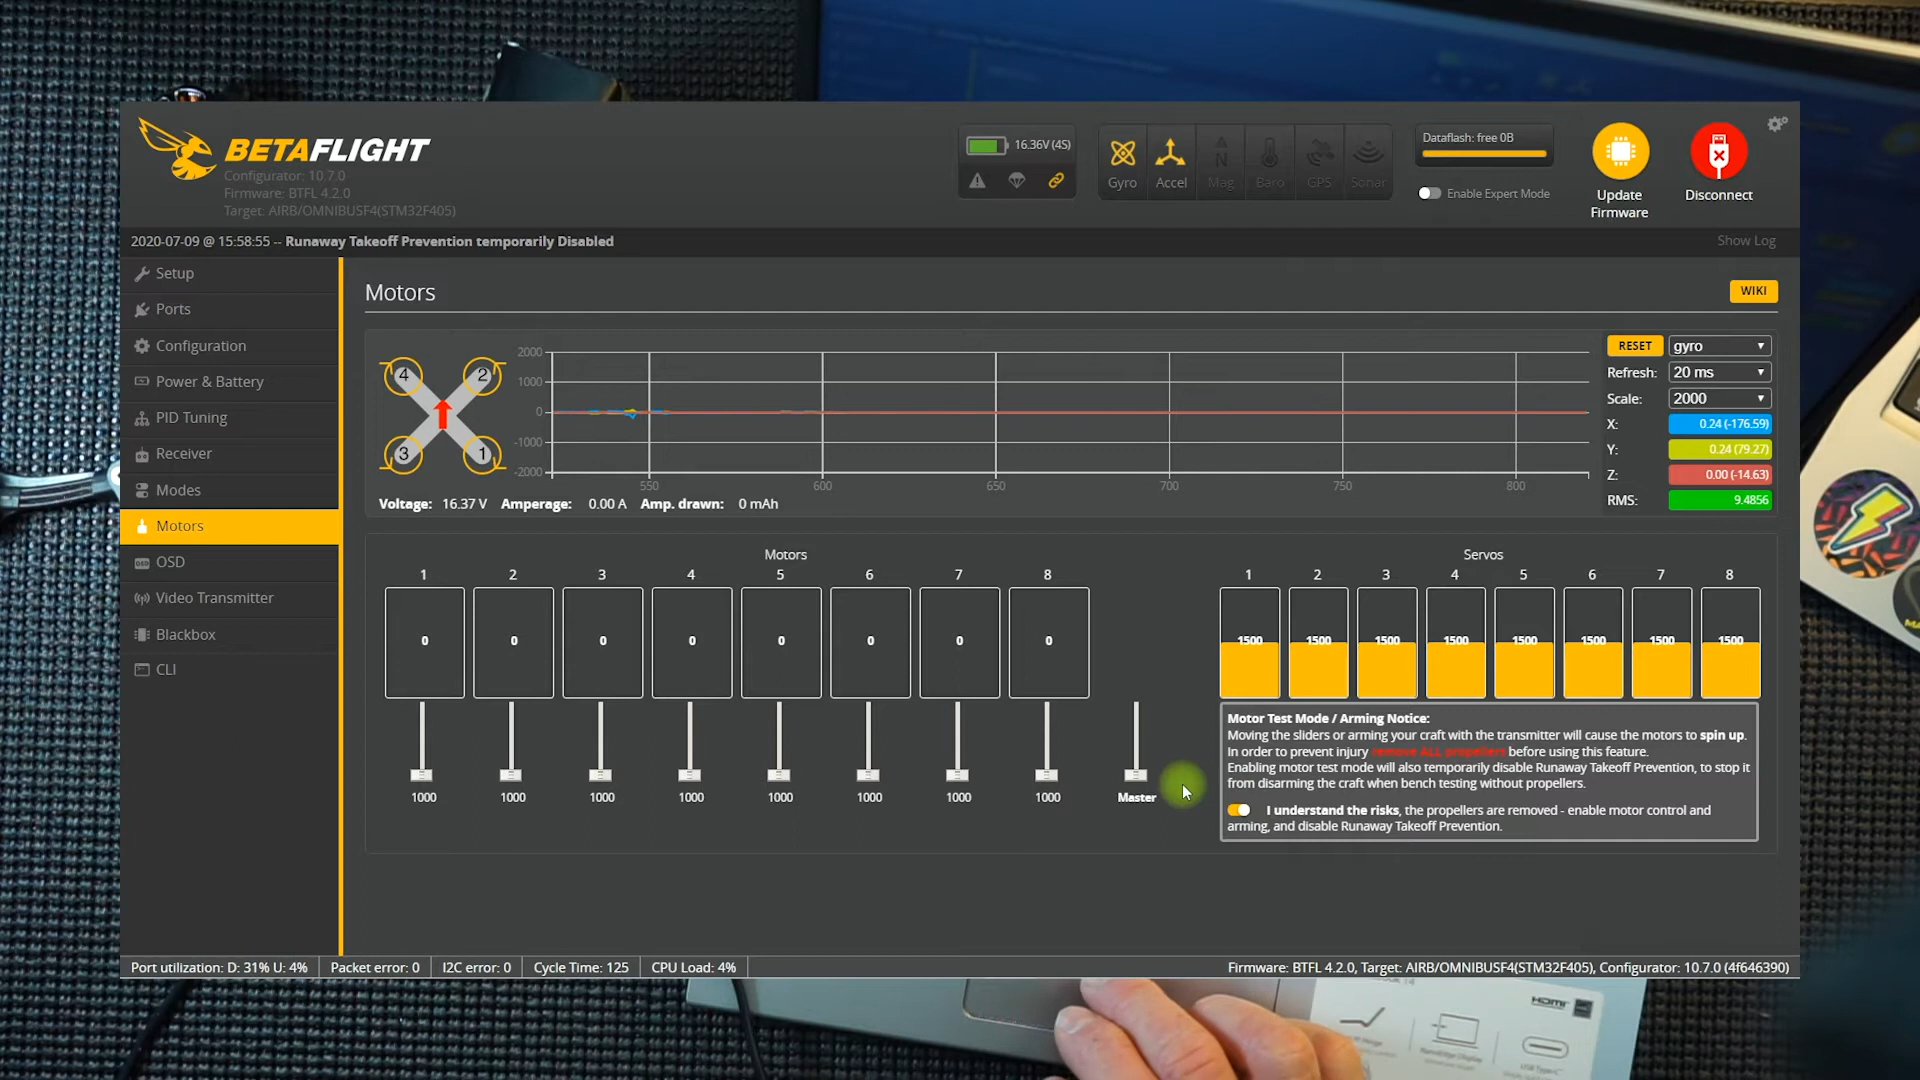 BETAFLIGHT
Configurator: 10.7.0
Firmware: BTFL 4.2.0
Target: AIRB/OMNIBUSF4(STM32F405)
16.36V (4S)
Gyro Accel Mag Baro GPS Sonar
Dataflash: free 0B
Enable Expert Mode
Update
Firmware
Disconnect
2020-07-09 @ 15:58:55 -- Runaway Takeoff Prevention temporarily Disabled
Show Log
Setup
Ports
Configuration
Power & Battery
PID Tuning
Receiver
Modes
Motors
OSD
Video Transmitter
Blackbox
CLI
Motors
WIKI
4 2
3 1
2000
1000
0
-1000
-2000
550 600 650 700 750 800
RESET gyro
Refresh: 20 ms
Scale: 2000
X: 0.24 (-176.59)
Y: 0.24 (79.27)
Z: 0.00 (-14.63)
RMS: 9.4856
Voltage: 16.37 V Amperage: 0.00 A Amp. drawn: 0 mAh
Motors
1 2 3 4 5 6 7 8
0 0 0 0 0 0 0 0
1000 1000 1000 1000 1000 1000 1000 1000 Master
Servos
1 2 3 4 5 6 7 8
1500 1500 1500 1500 1500 1500 1500 1500
Motor Test Mode / Arming Notice:
Moving the sliders or arming your craft with the transmitter will cause the motors to spin up.
In order to prevent injury remove ALL propellers before using this feature.
Enabling motor test mode will also temporarily disable Runaway Takeoff Prevention, to stop it
from disarming the craft when bench testing without propellers.
I understand the risks, the propellers are removed - enable motor control and
arming, and disable Runaway Takeoff Prevention.
Port utilization: D: 31% U: 4% Packet error: 0 I2C error: 0 Cycle Time: 125 CPU Load: 4%
Firmware: BTFL 4.2.0, Target: AIRB/OMNIBUSF4(STM32F405), Configurator: 10.7.0 (4f646390)
HDMI